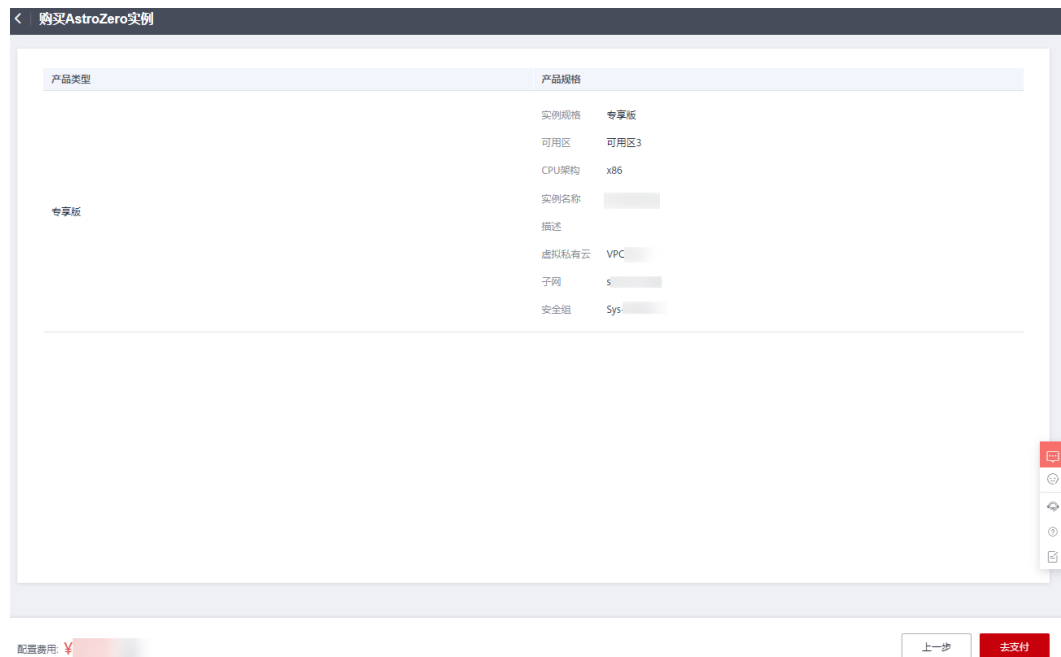 购买AstroZero实例
产品类型 产品规格
实例规格 专享版
可用区 可用区3
CPU架构 x86
实例名称
专享版
描述
虚拟私有云 VPC
子网 s
安全组 Sys-
配置费用: ¥
上一步 去支付